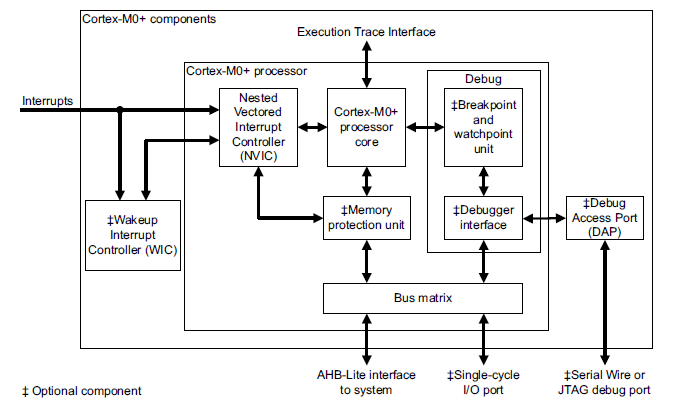 Cortex-M0+ components
Execution Trace Interface
Cortex-M0+ processor
Debug
Interrupts
Nested
Vectored
Interrupt
Controller
(NVIC)
Cortex-M0+
processor
core
‡Breakpoint
and
watchpoint
unit
‡Wakeup
Interrupt
Controller (WIC)
‡Memory
protection unit
‡Debugger
interface
‡Debug
Access Port
(DAP)
Bus matrix
‡ Optional component
AHB-Lite interface
to system
‡Single-cycle
I/O port
‡Serial Wire or
JTAG debug port